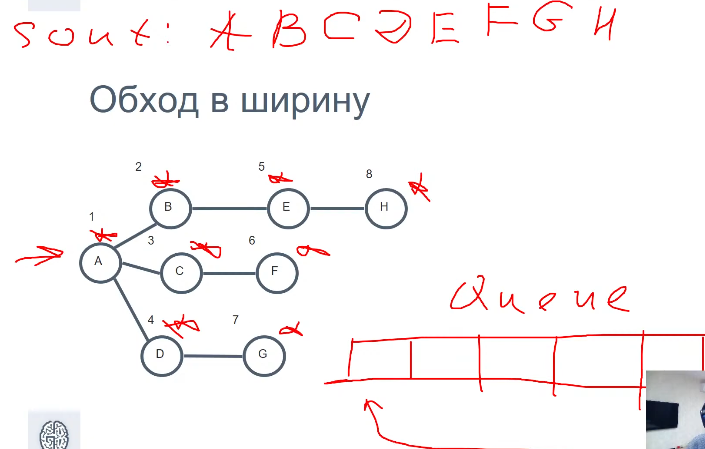 sout: A B C D E F G H
Обход в ширину
2 5 8
B E H
1
3 6
A C F
Queue
4 7
D G